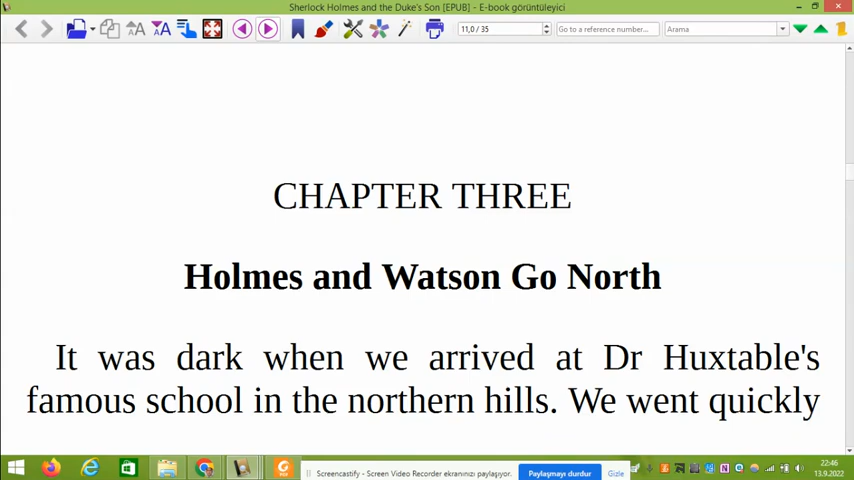 Sherlock Holmes and the Duke's Son [EPUB] - E-book görüntüleyici
11,0 / 35
Go to a reference number...
Arama
CHAPTER THREE
Holmes and Watson Go North
It was dark when we arrived at Dr Huxtable's
famous school in the northern hills. We went quickly
Screencastify - Screen Video Recorder ekranınızı paylaşıyor.
Paylaşmayı durdur
Gizle
22:46
13.9.2022